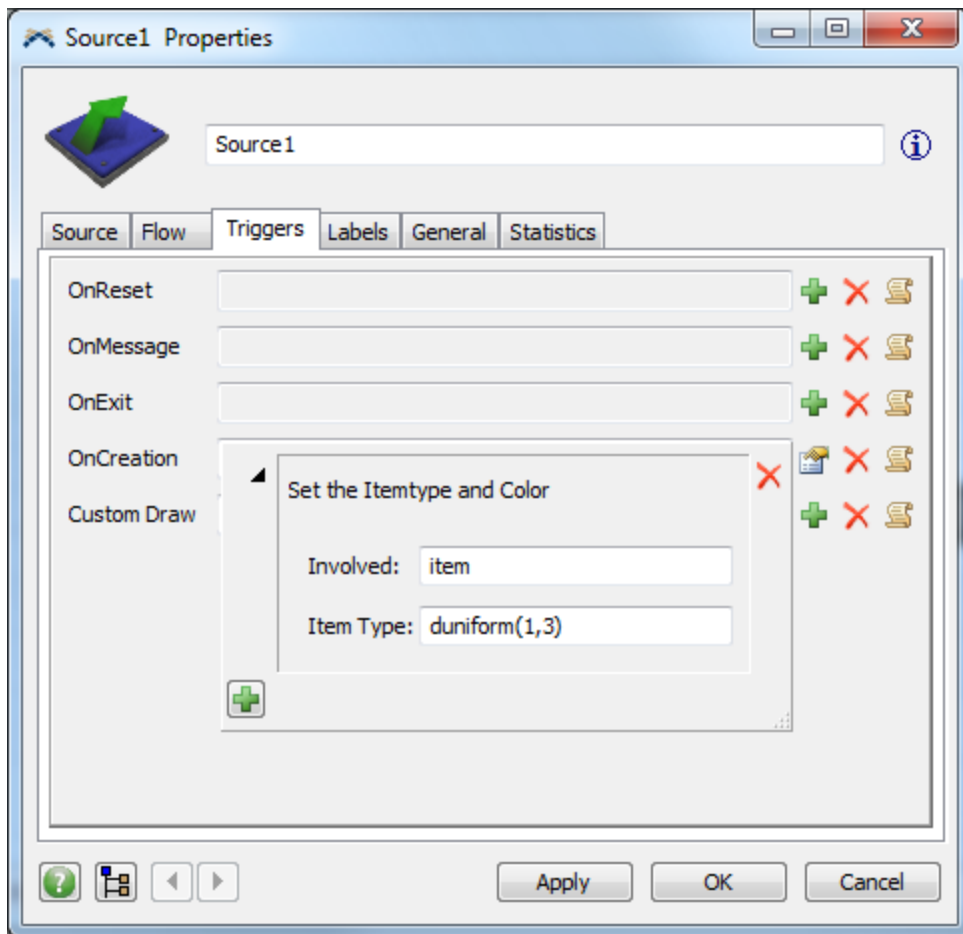 Source1 Properties
Source1
Source Flow Triggers Labels General Statistics
OnReset
OnMessage
OnExit
OnCreation
Set the Itemtype and Color
Custom Draw
Involved: item
Item Type: duniform(1,3)
Apply OK Cancel